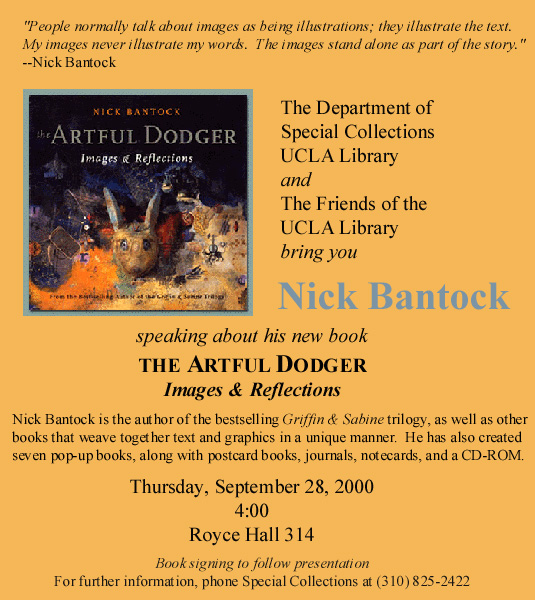 "People normally talk about images as being illustrations; they illustrate the text.
My images never illustrate my words.  The images stand alone as part of the story."
--Nick Bantock
NICK BANTOCK
the ARTFUL DODGER
Images & Reflections
From the Bestselling Author of the Griffin & Sabine Trilogy
The Department of
Special Collections
UCLA Library
and
The Friends of the
UCLA Library
bring you
Nick Bantock
speaking about his new book
THE ARTFUL DODGER
Images & Reflections
Nick Bantock is the author of the bestselling Griffin & Sabine trilogy, as well as other
books that weave together text and graphics in a unique manner.  He has also created
seven pop-up books, along with postcard books, journals, notecards, and a CD-ROM.
Thursday, September 28, 2000
4:00
Royce Hall 314
Book signing to follow presentation
For further information, phone Special Collections at (310) 825-2422